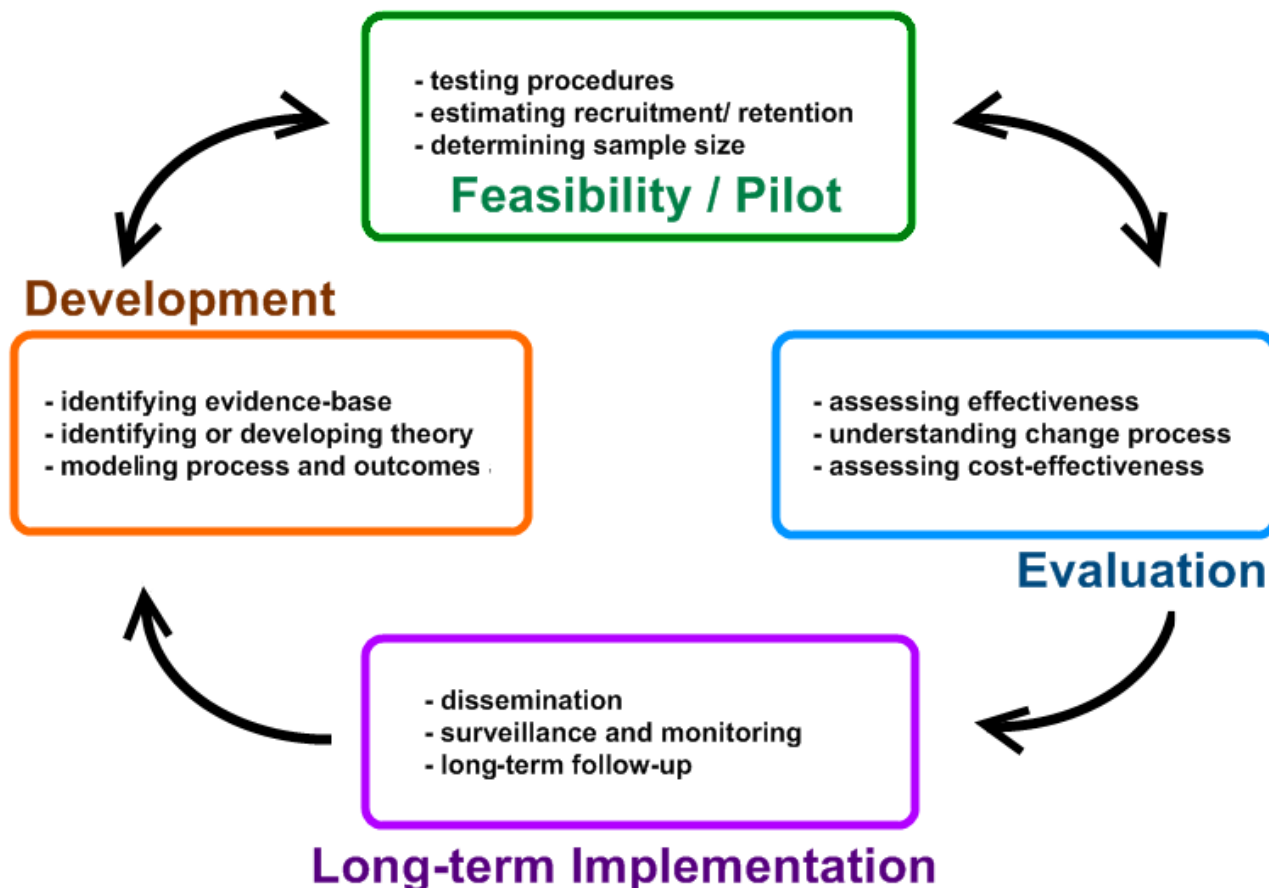 - testing procedures
- estimating recruitment/ retention
- determining sample size
Feasibility / Pilot
Development
- identifying evidence-base
- identifying or developing theory
- modeling process and outcomes
- assessing effectiveness
- understanding change process
- assessing cost-effectiveness
Evaluation
- dissemination
- surveillance and monitoring
- long-term follow-up
Long-term Implementation